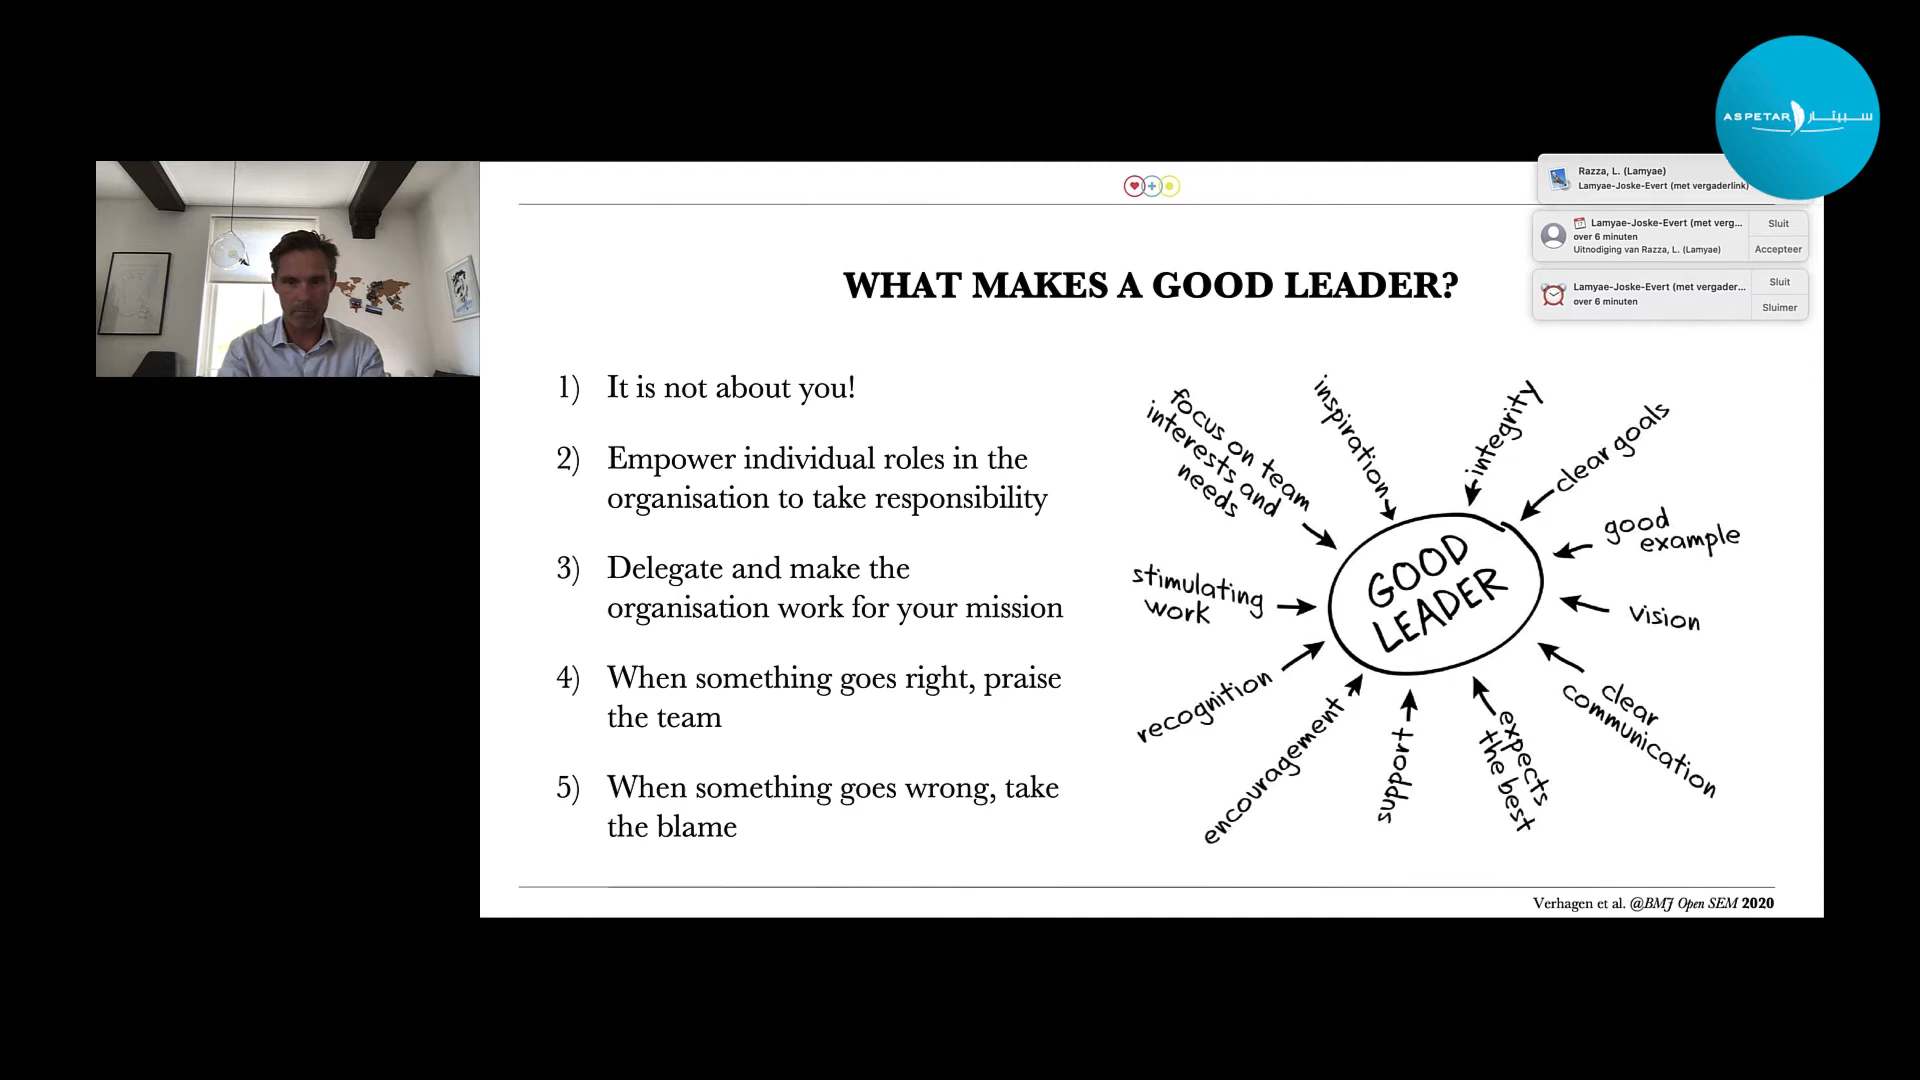 ASPETAR سبيتار
Razza, L. (Lamyae)
Lamyae-Joske-Evert (met vergaderlink)
Lamyae-Joske-Evert (met verg...
over 6 minuten
Uitnodiging van Razza, L. (Lamyae)
Sluit
Accepteer
Lamyae-Joske-Evert (met vergader...
over 6 minuten
Sluit
Sluimer
WHAT MAKES A GOOD LEADER?
1) It is not about you!
2) Empower individual roles in the
organisation to take responsibility
3) Delegate and make the
organisation work for your mission
4) When something goes right, praise
the team
5) When something goes wrong, take
the blame
focus on team
interests and
needs
inspiration
integrity
clear goals
good
example
vision
clear
communication
expects
the best
support
encouragement
recognition
stimulating
work
GOOD
LEADER
Verhagen et al. @BMJ Open SEM 2020